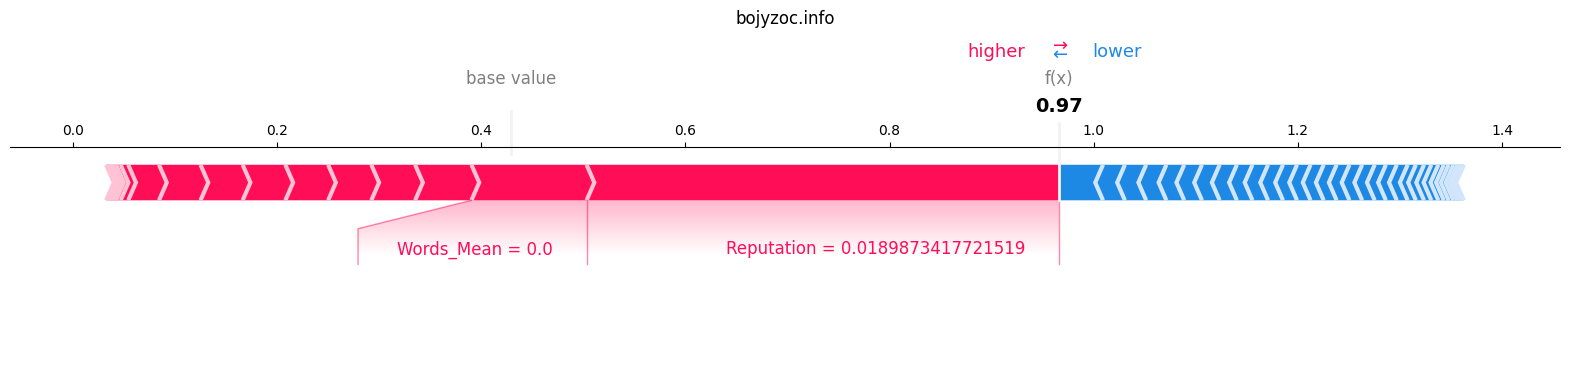 bojyzoc.info
higher → ← lower
base value f(x)
0.97
0.0 0.2 0.4 0.6 0.8 1.0 1.2 1.4
Words_Mean = 0.0 Reputation = 0.0189873417721519